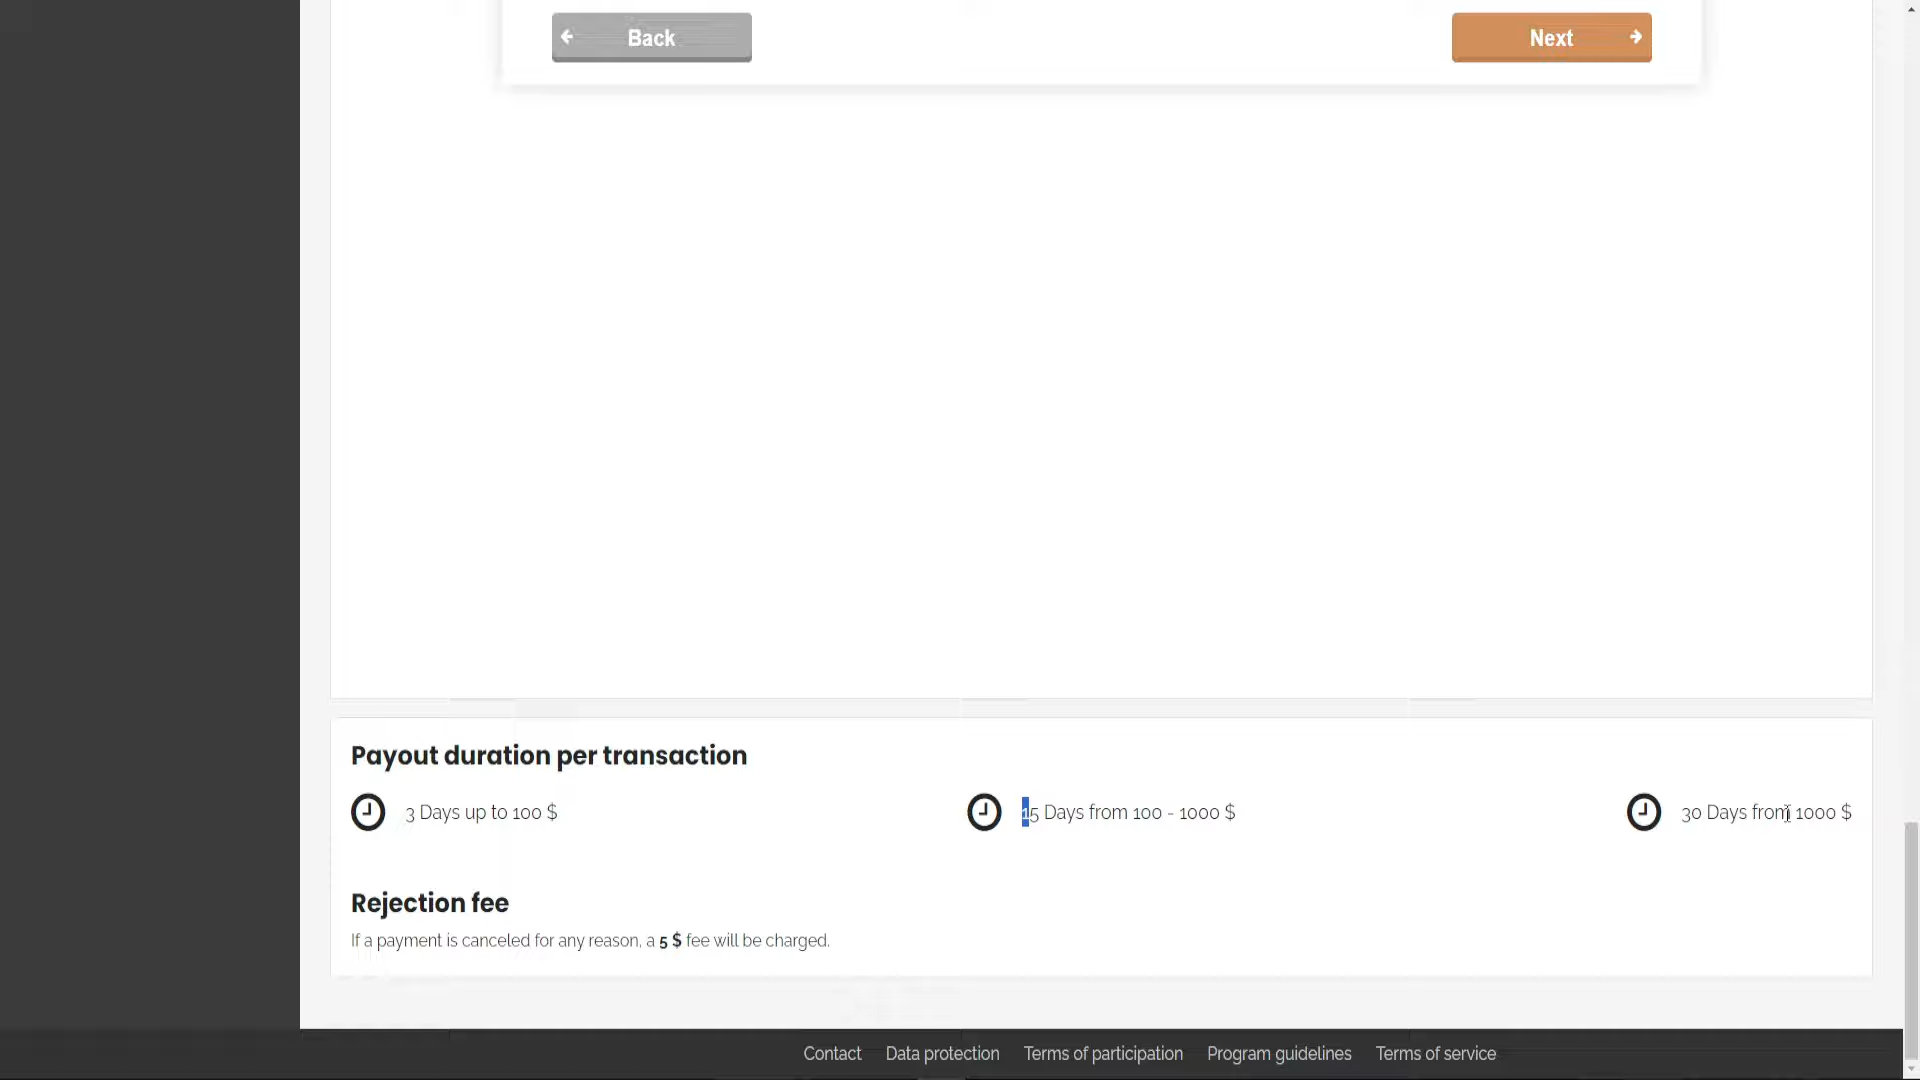 Back
Next
Payout duration per transaction
3 Days up to 100 $
15 Days from 100 - 1000 $
30 Days from 1000 $
Rejection fee
If a payment is canceled for any reason, a 5 $ fee will be charged.
Contact Data protection Terms of participation Program guidelines Terms of service